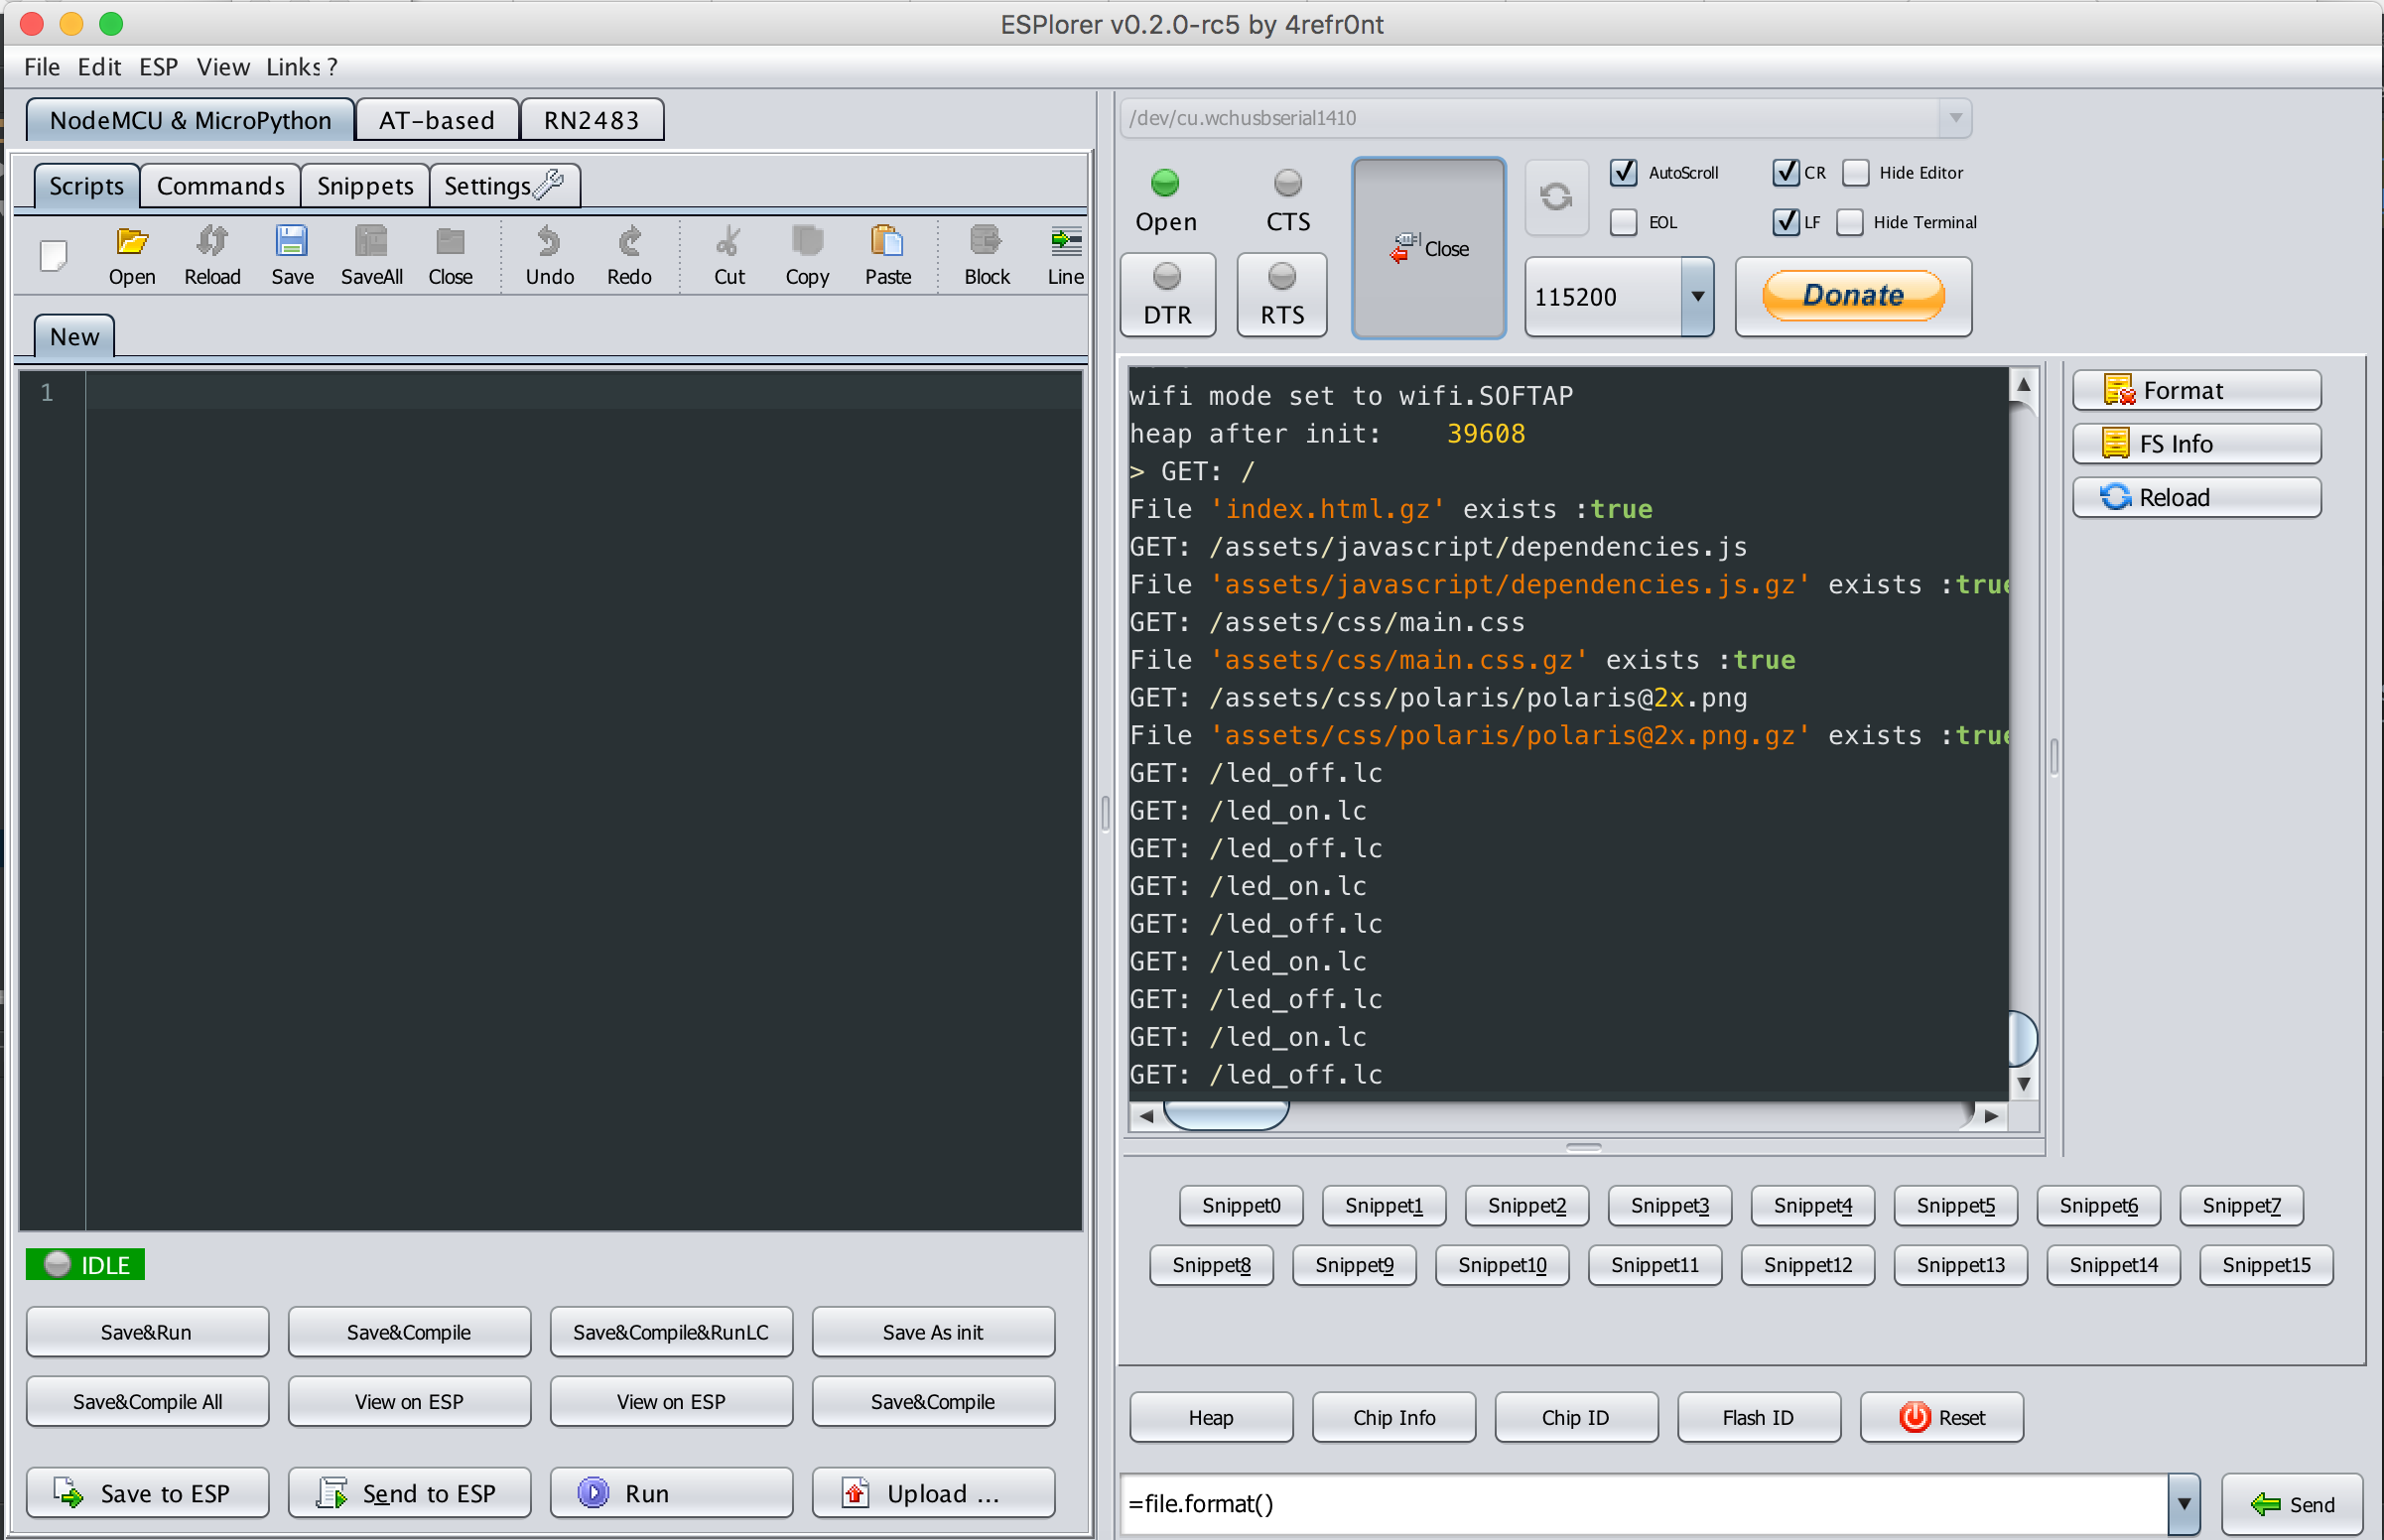 ESPlorer v0.2.0-rc5 by 4refr0nt
File Edit ESP View Links ?
NodeMCU & MicroPython AT-based RN2483
Scripts Commands Snippets Settings
Open Reload Save SaveAll Close Undo Redo Cut Copy Paste Block Line
New
1
IDLE
Save&Run Save&Compile Save&Compile&RunLC Save As init
Save&Compile All View on ESP View on ESP Save&Compile
Save to ESP Send to ESP Run Upload ...
/dev/cu.wchusbserial1410
Open CTS Close AutoScroll CR Hide Editor
EOL LF Hide Terminal
DTR RTS 115200 Donate
wifi mode set to wifi.SOFTAP
heap after init: 39608
> GET: /
File 'index.html.gz' exists :true
GET: /assets/javascript/dependencies.js
File 'assets/javascript/dependencies.js.gz' exists :true
GET: /assets/css/main.css
File 'assets/css/main.css.gz' exists :true
GET: /assets/css/polaris/polaris@2x.png
File 'assets/css/polaris/polaris@2x.png.gz' exists :true
GET: /led_off.lc
GET: /led_on.lc
GET: /led_off.lc
GET: /led_on.lc
GET: /led_off.lc
GET: /led_on.lc
GET: /led_off.lc
GET: /led_on.lc
GET: /led_off.lc
Format
FS Info
Reload
Snippet0 Snippet1 Snippet2 Snippet3 Snippet4 Snippet5 Snippet6 Snippet7
Snippet8 Snippet9 Snippet10 Snippet11 Snippet12 Snippet13 Snippet14 Snippet15
Heap Chip Info Chip ID Flash ID Reset
=file.format() Send